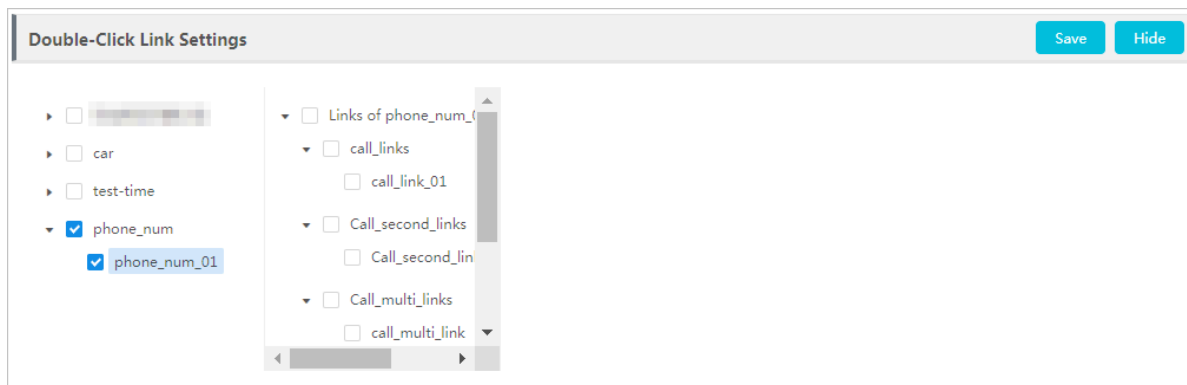 Double-Click Link Settings
Save
Hide
car
test-time
phone_num
phone_num_01
Links of phone_num_
call_links
call_link_01
Call_second_links
Call_second_lin
Call_multi_links
call_multi_link